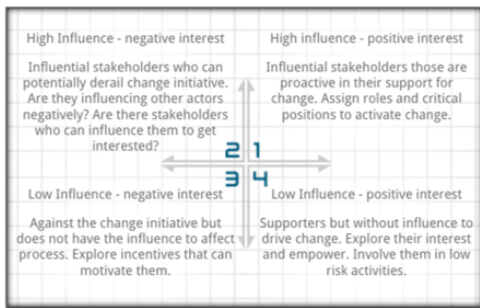 High Influence - negative interest
Influential stakeholders who can
potentially derail change initiative.
Are they influencing other actors
negatively? Are there stakeholders
who can influence them to get
interested?
High influence - positive interest
Influential stakeholders those are
proactive in their support for
change. Assign roles and critical
positions to activate change.
2 1
3 4
Low Influence - negative interest
Against the change initiative but
does not have the influence to affect
process. Explore incentives that can
motivate them.
Low Influence - positive interest
Supporters but without influence to
drive change. Explore their interest
and empower. Involve them in low
risk activities.